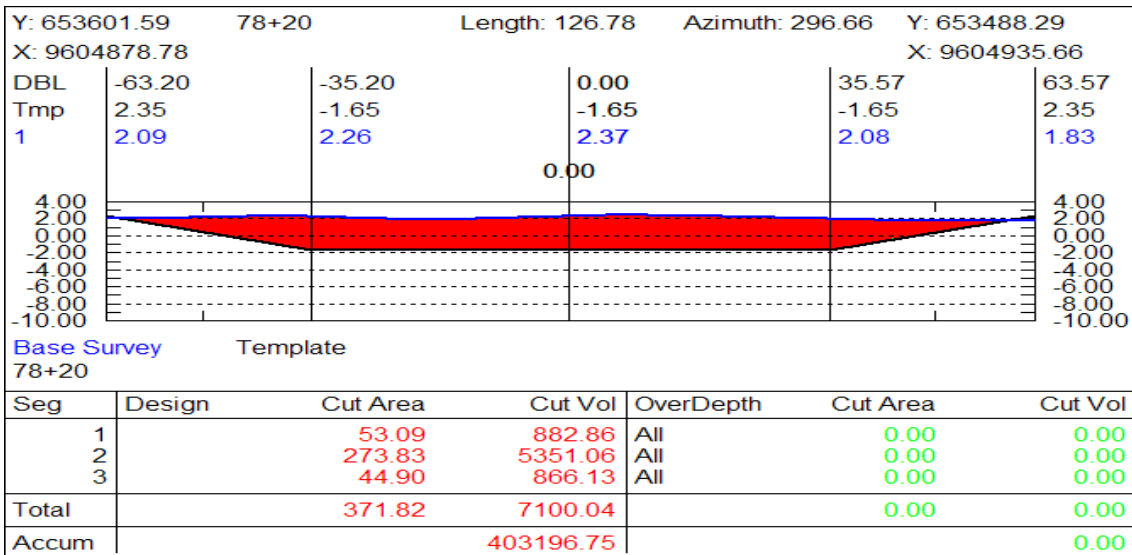 Y: 653601.59 78+20 Length: 126.78 Azimuth: 296.66 Y: 653488.29
X: 9604878.78 X: 9604935.66
DBL -63.20 -35.20 0.00 35.57 63.57
Tmp 2.35 -1.65 -1.65 -1.65 2.35
1 2.09 2.26 2.37 2.08 1.83
0.00
4.00 4.00
2.00 2.00
0.00 0.00
-2.00 -2.00
-4.00 -4.00
-6.00 -6.00
-8.00 -8.00
-10.00 -10.00
Base Survey Template
78+20
Seg Design Cut Area Cut Vol OverDepth Cut Area Cut Vol
1 53.09 882.86 All 0.00 0.00
2 273.83 5351.06 All 0.00 0.00
3 44.90 866.13 All 0.00 0.00
Total 371.82 7100.04 0.00 0.00
Accum 403196.75 0.00